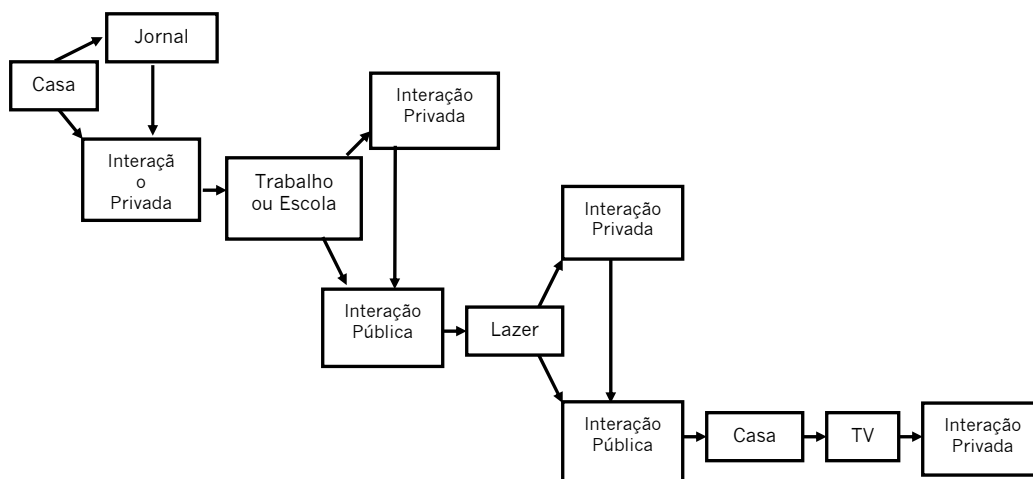 Jornal
Casa
Interação
Privada
Interaçã
o
Privada
Trabalho
ou Escola
Interação
Privada
Interação
Pública
Lazer
Interação
Pública
Casa
TV
Interação
Privada